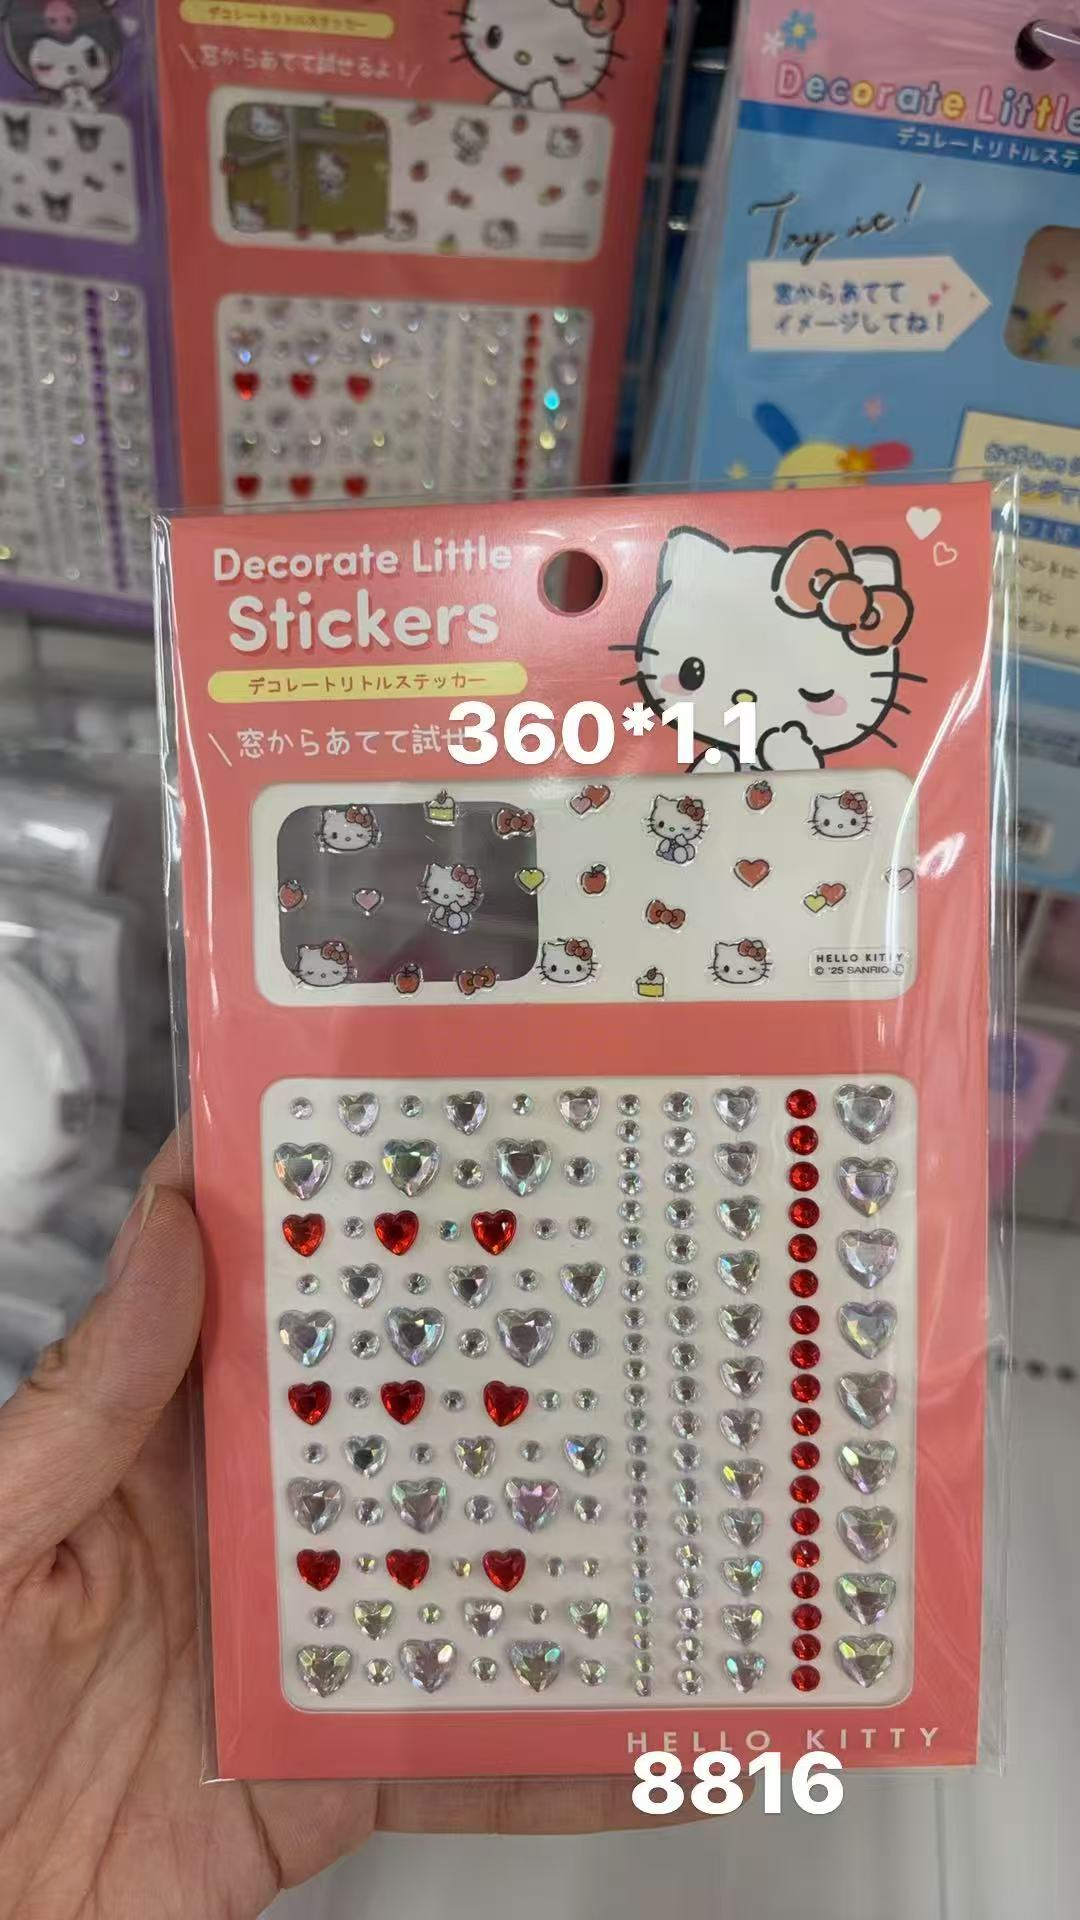 デコレートリトルステッカー
窓からあてて試せるよ！
Decorate Little
デコレートリトルステ
Try it!
窓からあてて
イメージしてね！
Decorate Little
Stickers
デコレートリトルステッカー
窓からあてて試せ
360*1.1
HELLO KITTY
© '25 SANRIO
HELLO KITTY
8816